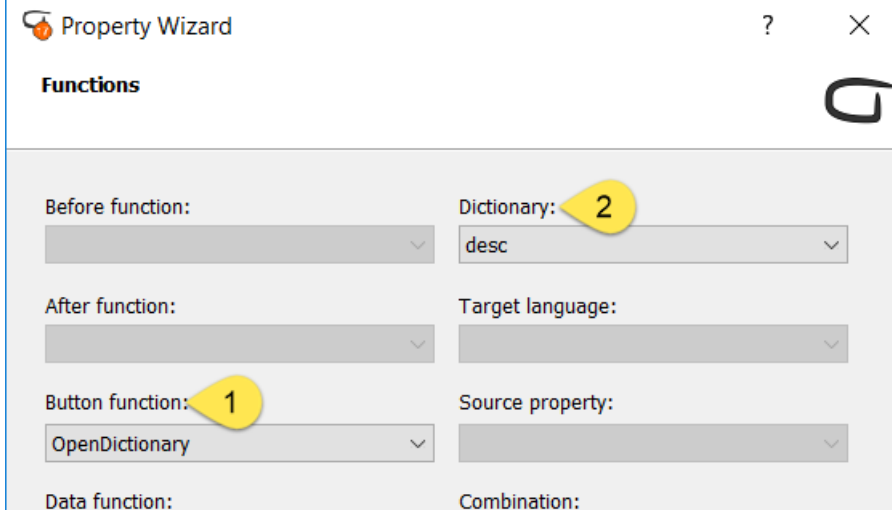 Property Wizard
?
Functions
Before function:
Dictionary:
2
desc
After function:
Target language:
Button function:
1
Source property:
OpenDictionary
Data function:
Combination: